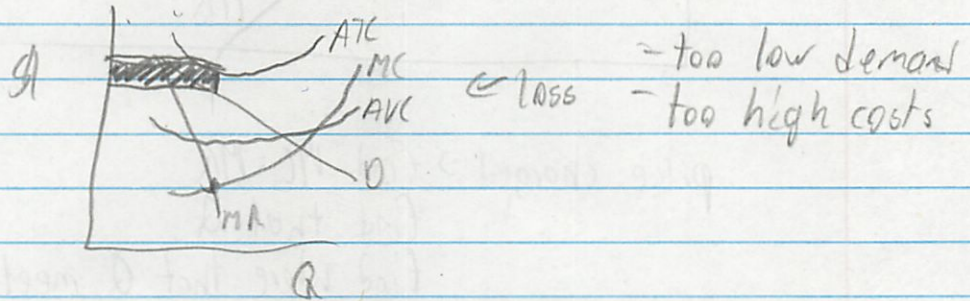 ATC
$
MC
AVC
← loss
- too low demand
- too high costs
D
MR
Q